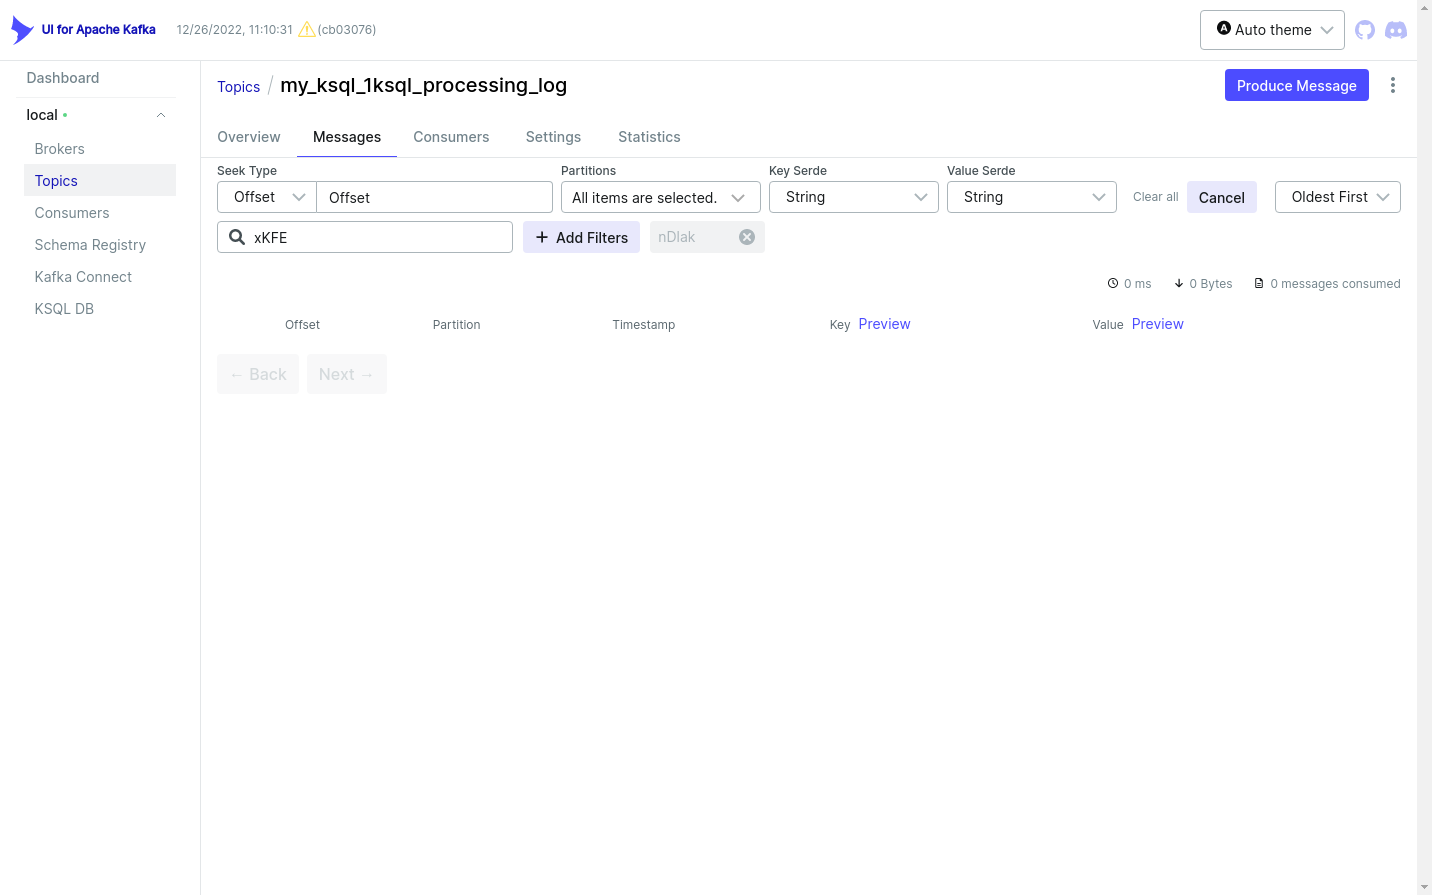 UI for Apache Kafka 12/26/2022, 11:10:31 (cb03076) Auto theme
Dashboard
local
Brokers
Topics
Consumers
Schema Registry
Kafka Connect
KSQL DB
Topics / my_ksql_1ksql_processing_log Produce Message
Overview Messages Consumers Settings Statistics
Seek Type Partitions Key Serde Value Serde
Offset Offset All items are selected. String String Clear all Cancel Oldest First
xKFE + Add Filters nDlak
0 ms 0 Bytes 0 messages consumed
Offset Partition Timestamp Key Preview Value Preview
← Back Next →